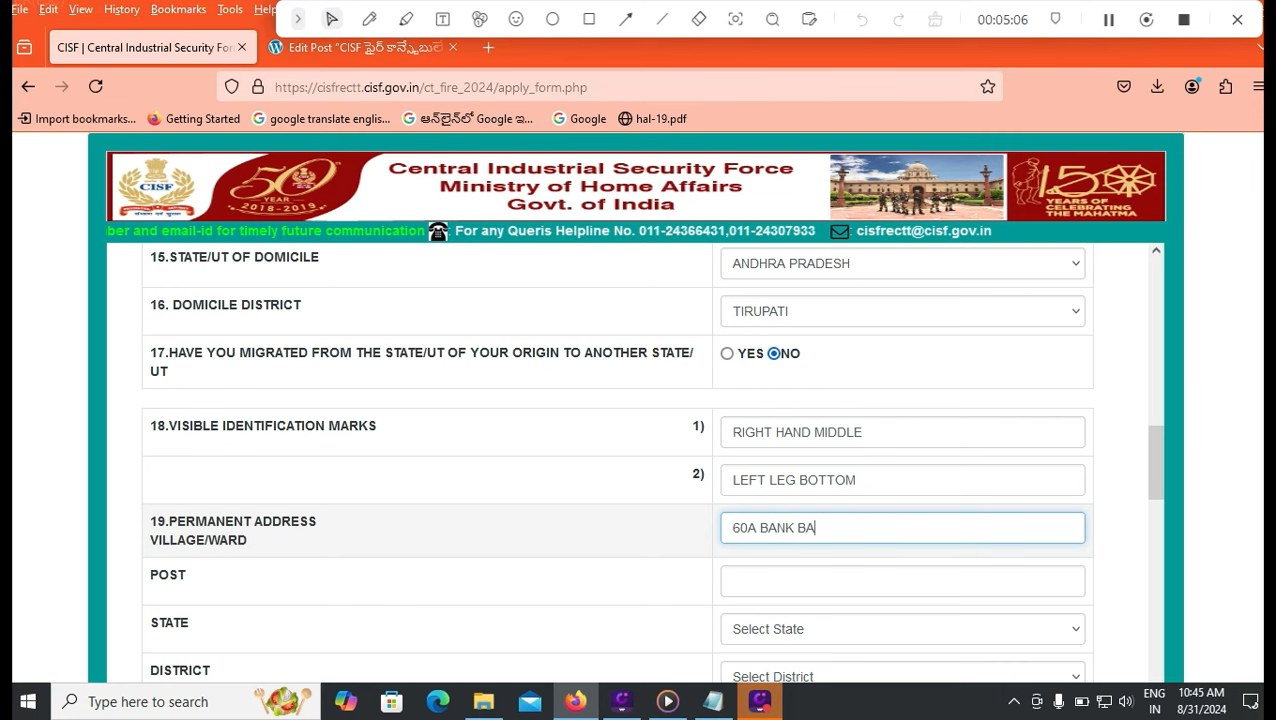 File Edit View History Bookmarks Tools H
00:05:06
CISF | Central Industrial Security For
Edit Post “CISF ఫైర్ కానిస్టేబుల్
https://cisfrectt.cisf.gov.in/ct_fire_2024/apply_form.php
Import bookmarks...
Getting Started
google translate englis...
ఆన్‌లైన్‌లో Google ఇ...
Google
hal-19.pdf
CISF
50
YEAR
2018-2019
Central Industrial Security Force
Ministry of Home Affairs
Govt. of India
150
YEARS OF
CELEBRATING
THE MAHATMA
ber and email-id for timely future communication For any Queris Helpline No. 011-24366431,011-24307933 cisfrectt@cisf.gov.in
15.STATE/UT OF DOMICILE ANDHRA PRADESH
16. DOMICILE DISTRICT TIRUPATI
17.HAVE YOU MIGRATED FROM THE STATE/UT OF YOUR ORIGIN TO ANOTHER STATE/
UT
YES NO
18.VISIBLE IDENTIFICATION MARKS 1) RIGHT HAND MIDDLE
2) LEFT LEG BOTTOM
19.PERMANENT ADDRESS
VILLAGE/WARD
60A BANK BA
POST
STATE Select State
DISTRICT Select District
Type here to search
ENG
IN
10:45 AM
8/31/2024